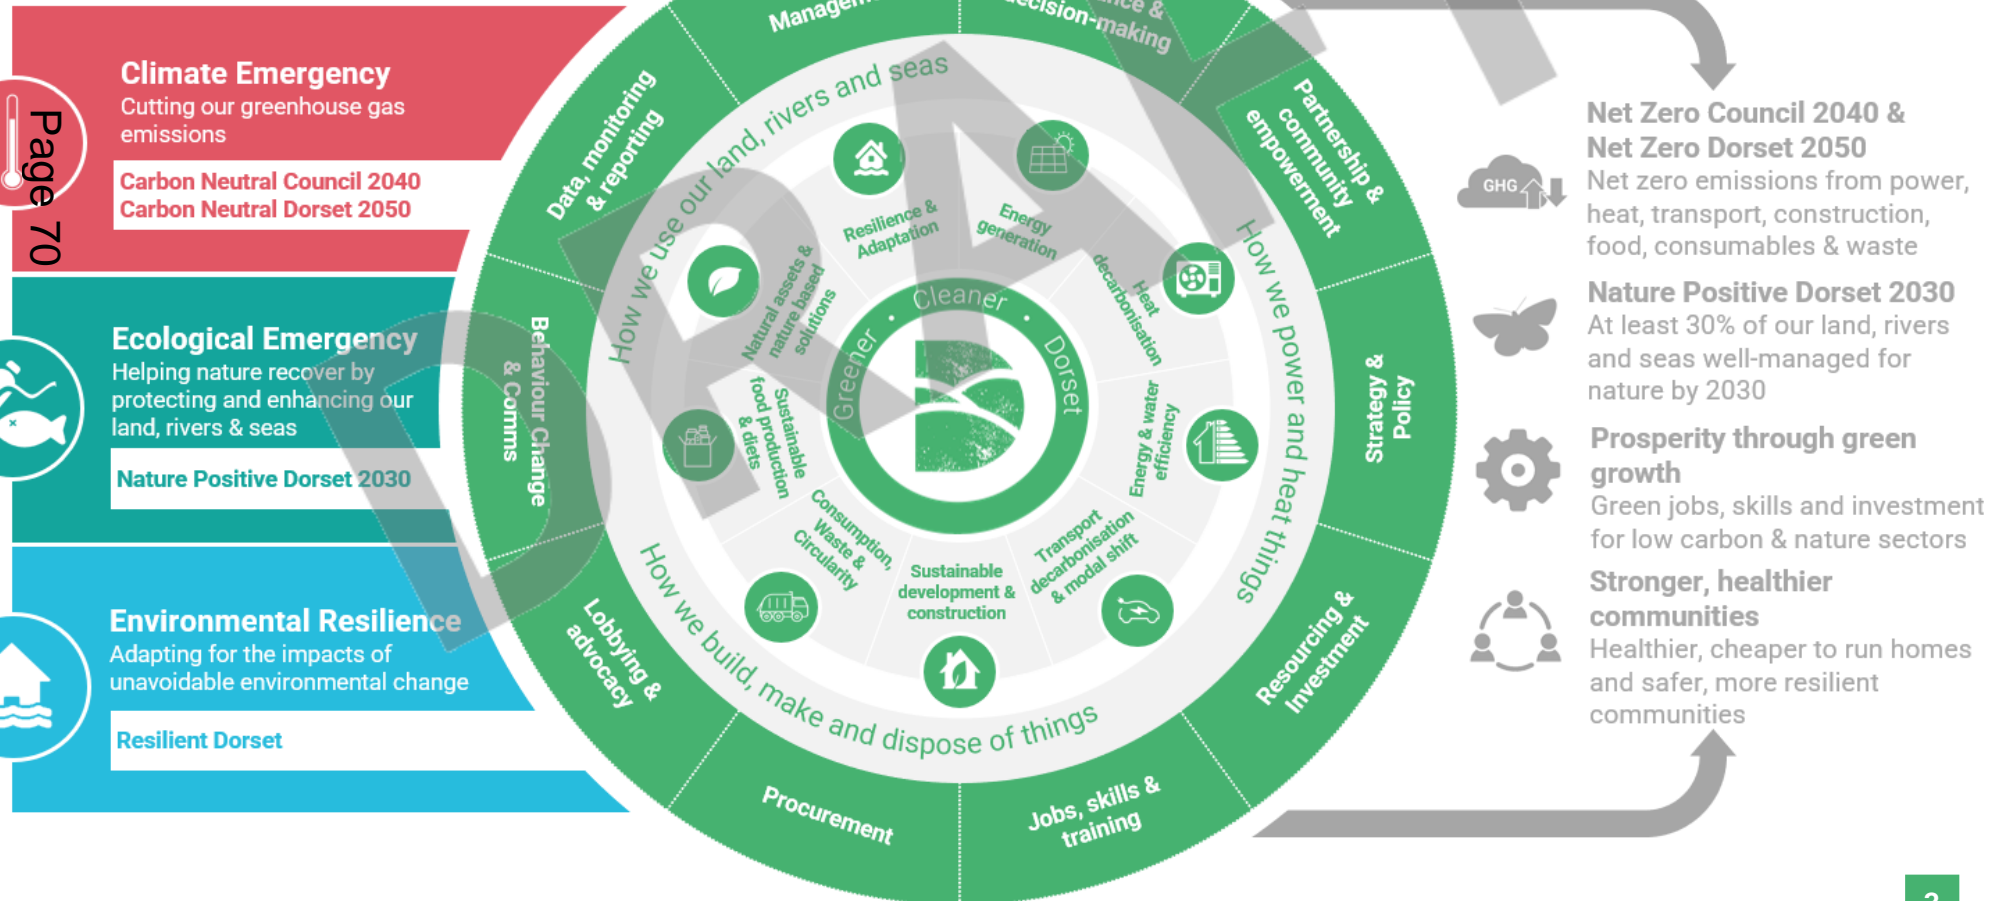 Page 70
Climate Emergency
Cutting our greenhouse gas
emissions
Carbon Neutral Council 2040
Carbon Neutral Dorset 2050
Ecological Emergency
Helping nature recover by
protecting and enhancing our
land, rivers & seas
Nature Positive Dorset 2030
Environmental Resilience
Adapting for the impacts of
unavoidable environmental change
Resilient Dorset
decision-making
Partnership &
community
empowerment
Strategy &
Policy
Resourcing &
Investment
Jobs, skills &
training
Procurement
Lobbying &
advocacy
Behaviour Change
& Comms
Data, monitoring
& reporting
How we use our land, rivers and seas
How we power and heat things
How we build, make and dispose of things
Resilience &
Adaptation
Energy
generation
Heat
decarbonisation
Energy & water
efficiency
Transport
decarbonisation
& modal shift
Sustainable
development &
construction
Consumption,
Waste &
Circularity
Sustainable
food production
& diets
Natural assets &
nature based
solutions
Greener • Cleaner • Dorset
DRAFT
GHG
Net Zero Council 2040 &
Net Zero Dorset 2050
Net zero emissions from power,
heat, transport, construction,
food, consumables & waste
Nature Positive Dorset 2030
At least 30% of our land, rivers
and seas well-managed for
nature by 2030
Prosperity through green
growth
Green jobs, skills and investment
for low carbon & nature sectors
Stronger, healthier
communities
Healthier, cheaper to run homes
and safer, more resilient
communities